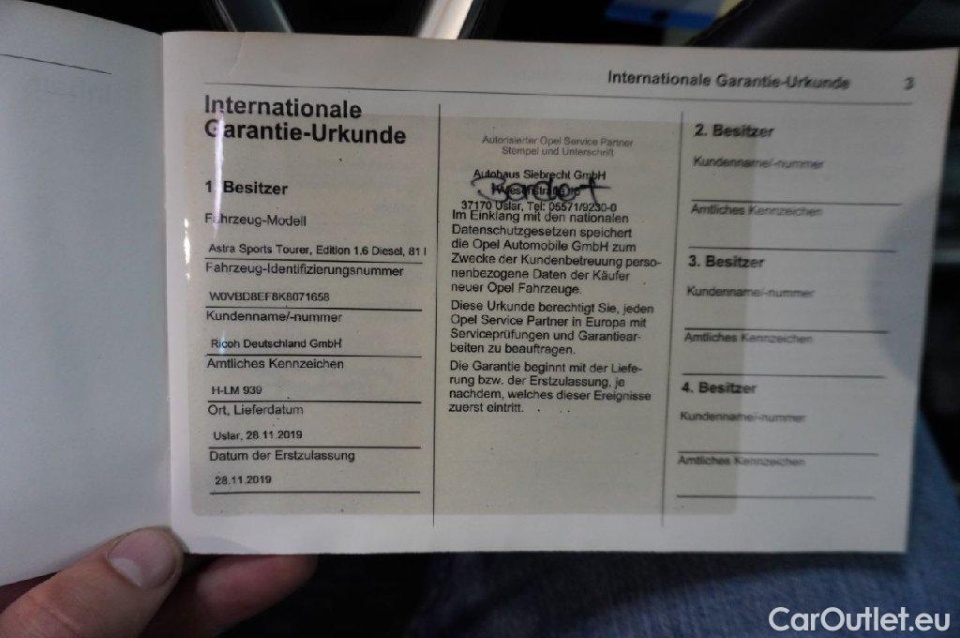 Internationale Garantie-Urkunde 3
Internationale
Garantie-Urkunde
1. Besitzer
Fahrzeug-Modell
Astra Sports Tourer, Edition 1.6 Diesel, 81 l
Fahrzeug-Identifizierungsnummer
W0VBD8EF8K8071658
Kundenname/-nummer
Ricoh Deutschland GmbH
Amtliches Kennzeichen
H-LM 939
Ort, Lieferdatum
Uslar, 28.11.2019
Datum der Erstzulassung
28.11.2019
Autorisierter Opel Service Partner
Stempel und Unterschrift
Autohaus Siebrecht GmbH
37170 Uslar, Tel: 05571/9230-0
Im Einklang mit den nationalen
Datenschutzgesetzen speichert
die Opel Automobile GmbH zum
Zwecke der Kundenbetreuung perso-
nenbezogene Daten der Käufer
neuer Opel Fahrzeuge.
Diese Urkunde berechtigt Sie, jeden
Opel Service Partner in Europa mit
Serviceprüfungen und Garantiear-
beiten zu beauftragen.
Die Garantie beginnt mit der Liefe-
rung bzw. der Erstzulassung, je
nachdem, welches dieser Ereignisse
zuerst eintritt.
2. Besitzer
Kundenname/-nummer
Amtliches Kennzeichen
3. Besitzer
Kundenname/-nummer
Amtliches Kennzeichen
4. Besitzer
Kundenname/-nummer
Amtliches Kennzeichen
CarOutlet.eu